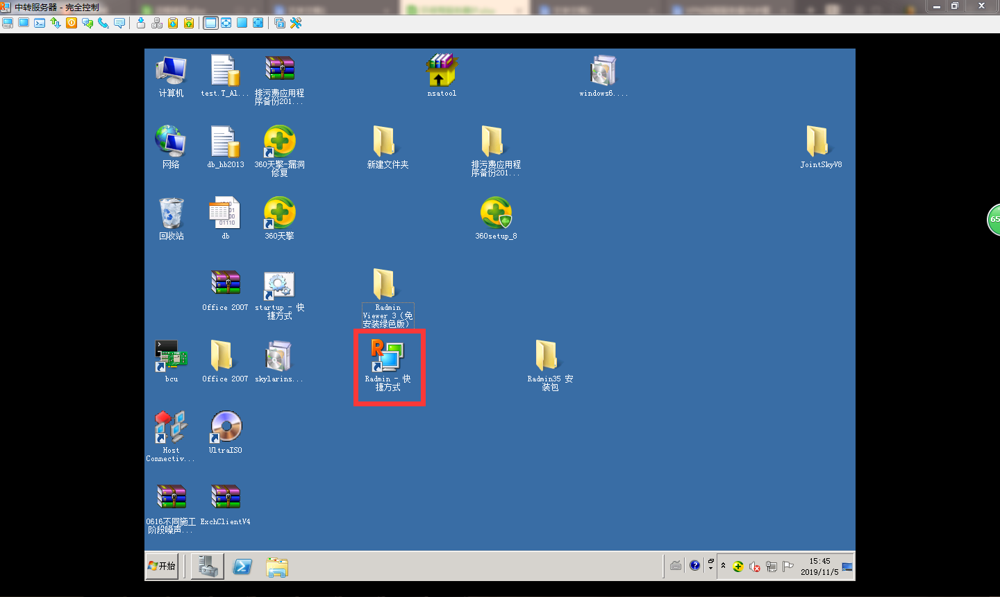 中转服务器 - 完全控制
计算机
test.T_Al...
排污费应用程
序备份201...
nsatool
windows6....
网络
db_hb2013
360天擎-漏洞
修复
新建文件夹
排污费应用程
序备份201...
JointSkyV8
回收站
db
360天擎
360setup_8
65
Office 2007
startup - 快
捷方式
Radmin
Viewer 3（免
安装绿色版）
bcu
Office 2007
skylarins...
Radmin - 快
捷方式
Radmin35 安
装包
Host
Connectiv...
UltraISO
0616不同施工
阶段噪声...
ExchClientV4
开始
15:45
2019/11/5